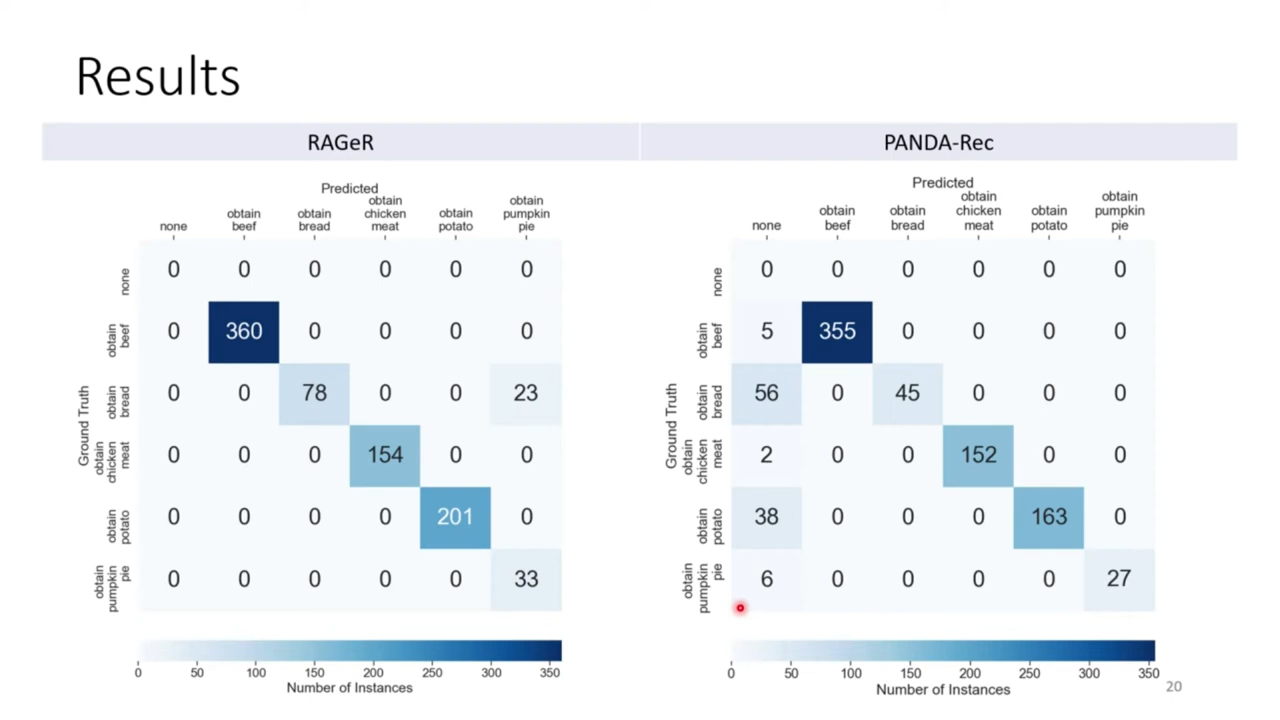 Results
RAGeR
PANDA-Rec
Predicted
none
obtain
beef
obtain
bread
obtain
chicken
meat
obtain
potato
obtain
pumpkin
pie
Ground Truth
none
0 0 0 0 0 0
obtain
beef
0 360 0 0 0 0
obtain
bread
0 0 78 0 0 23
obtain
chicken
meat
0 0 0 154 0 0
obtain
potato
0 0 0 0 201 0
obtain
pumpkin
pie
0 0 0 0 0 33
0 50 100 150 200 250 300 350
Number of Instances
Predicted
none
obtain
beef
obtain
bread
obtain
chicken
meat
obtain
potato
obtain
pumpkin
pie
Ground Truth
none
0 0 0 0 0 0
obtain
beef
5 355 0 0 0 0
obtain
bread
56 0 45 0 0 0
obtain
chicken
meat
2 0 0 152 0 0
obtain
potato
38 0 0 0 163 0
obtain
pumpkin
pie
6 0 0 0 0 27
0 50 100 150 200 250 300 350
Number of Instances
20